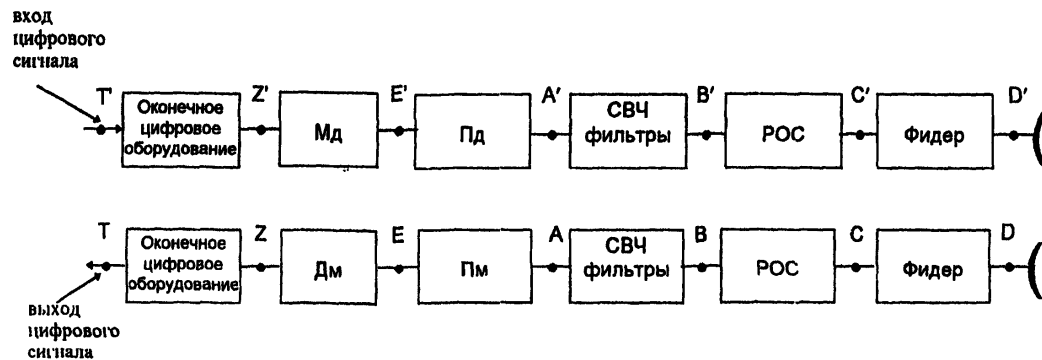 вход
цифрового
сигнала
T' Z' E' A' B' C' D'
Оконечное
цифровое
оборудование
Мд
Пд
СВЧ
фильтры
РОС
Фидер
T Z E A B C D
Оконечное
цифровое
оборудование
Дм
Пм
СВЧ
фильтры
РОС
Фидер
выход
цифрового
сигнала